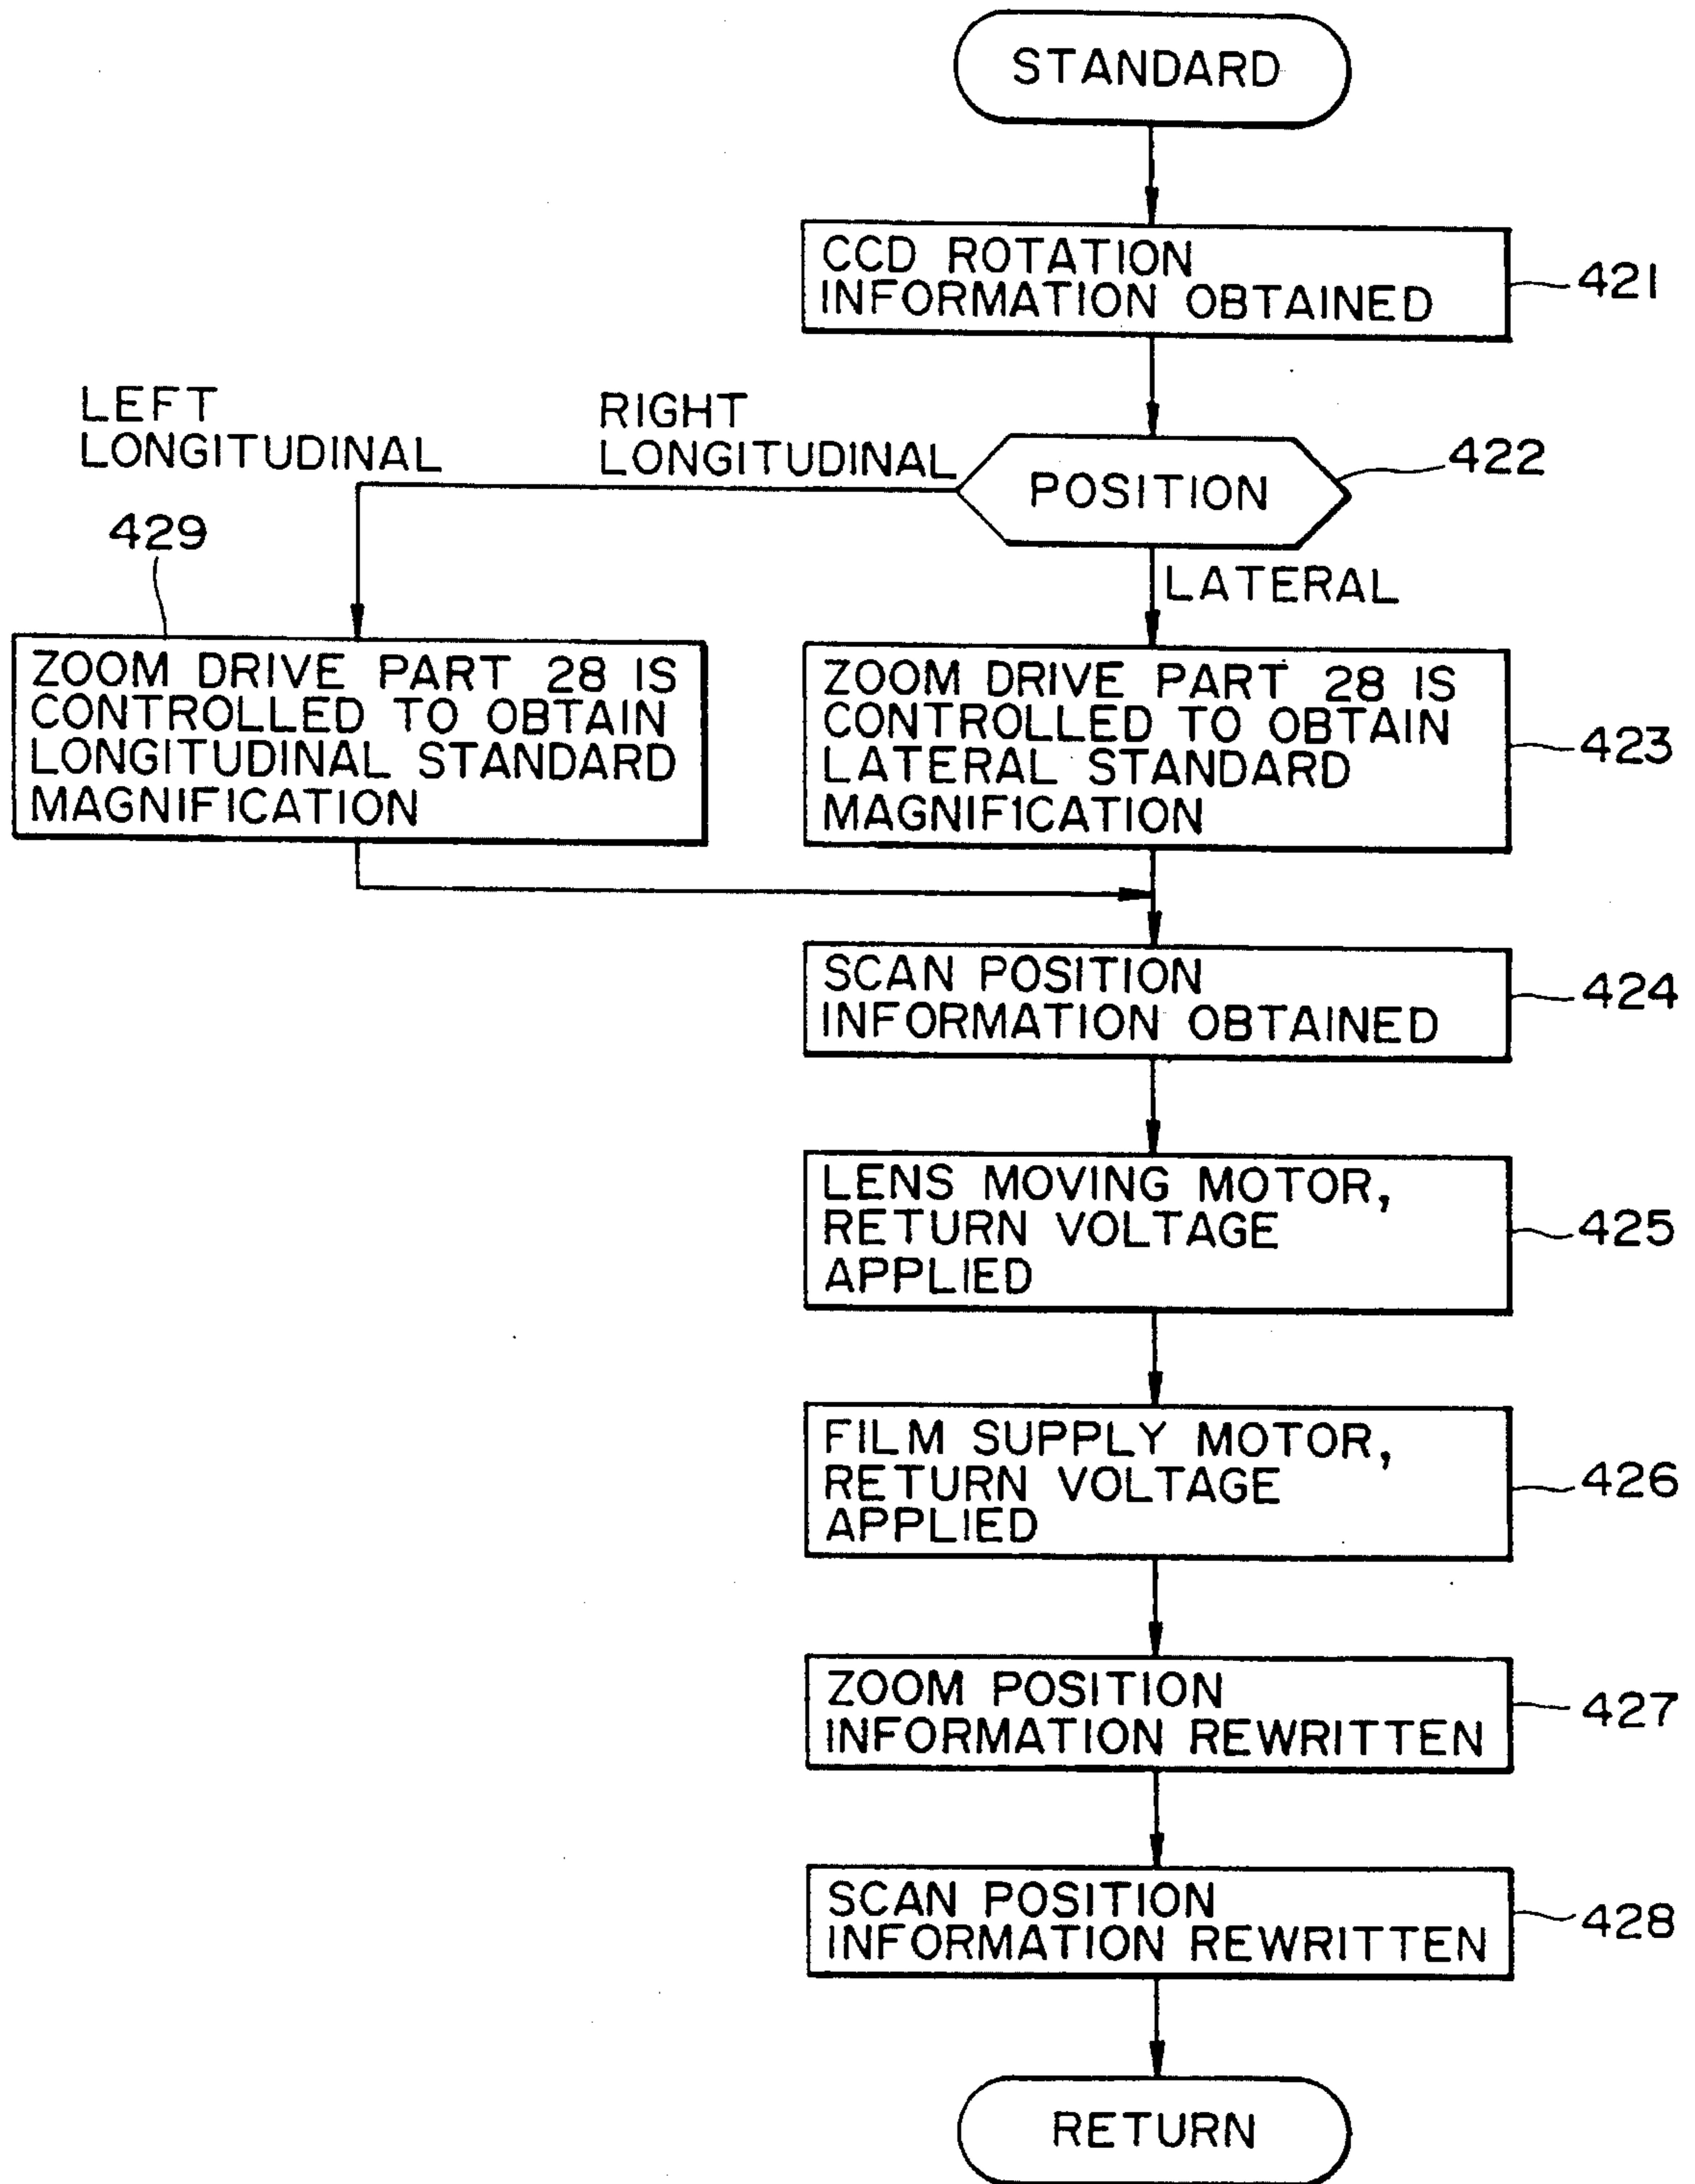 STANDARD
CCD ROTATION
INFORMATION OBTAINED
421
LEFT
LONGITUDINAL
RIGHT
LONGITUDINAL
POSITION
422
LATERAL
429
ZOOM DRIVE PART 28 IS
CONTROLLED TO OBTAIN
LONGITUDINAL STANDARD
MAGNIFICATION
ZOOM DRIVE PART 28 IS
CONTROLLED TO OBTAIN
LATERAL STANDARD
MAGNIFICATION
423
SCAN POSITION
INFORMATION OBTAINED
424
LENS MOVING MOTOR,
RETURN VOLTAGE
APPLIED
425
FILM SUPPLY MOTOR,
RETURN VOLTAGE
APPLIED
426
ZOOM POSITION
INFORMATION REWRITTEN
427
SCAN POSITION
INFORMATION REWRITTEN
428
RETURN